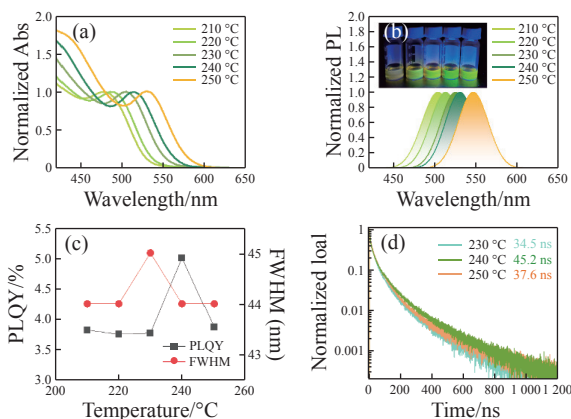 (a)
210 °C
220 °C
230 °C
240 °C
250 °C
Normalized Abs
2.0
1.5
1.0
0.5
0
450 500 550 600 650
Wavelength/nm
(b)
210 °C
220 °C
230 °C
240 °C
250 °C
Normalized PL
2.0
1.8
1.6
1.4
1.2
1.0
0.8
0.6
0.4
0.2
0
400 450 500 550 600 650
Wavelength/nm
(c)
PLQY/%
5.5
5.0
4.5
4.0
3.5
3.0
PLQY
FWHM
45
44
43
FWHM (nm)
200 220 240 260
Temperature/°C
(d)
230 °C 34.5 ns
240 °C 45.2 ns
250 °C 37.6 ns
Normalized loal
1
0.1
0.01
0.001
0 200 400 600 800 1 000 1 200
Time/ns